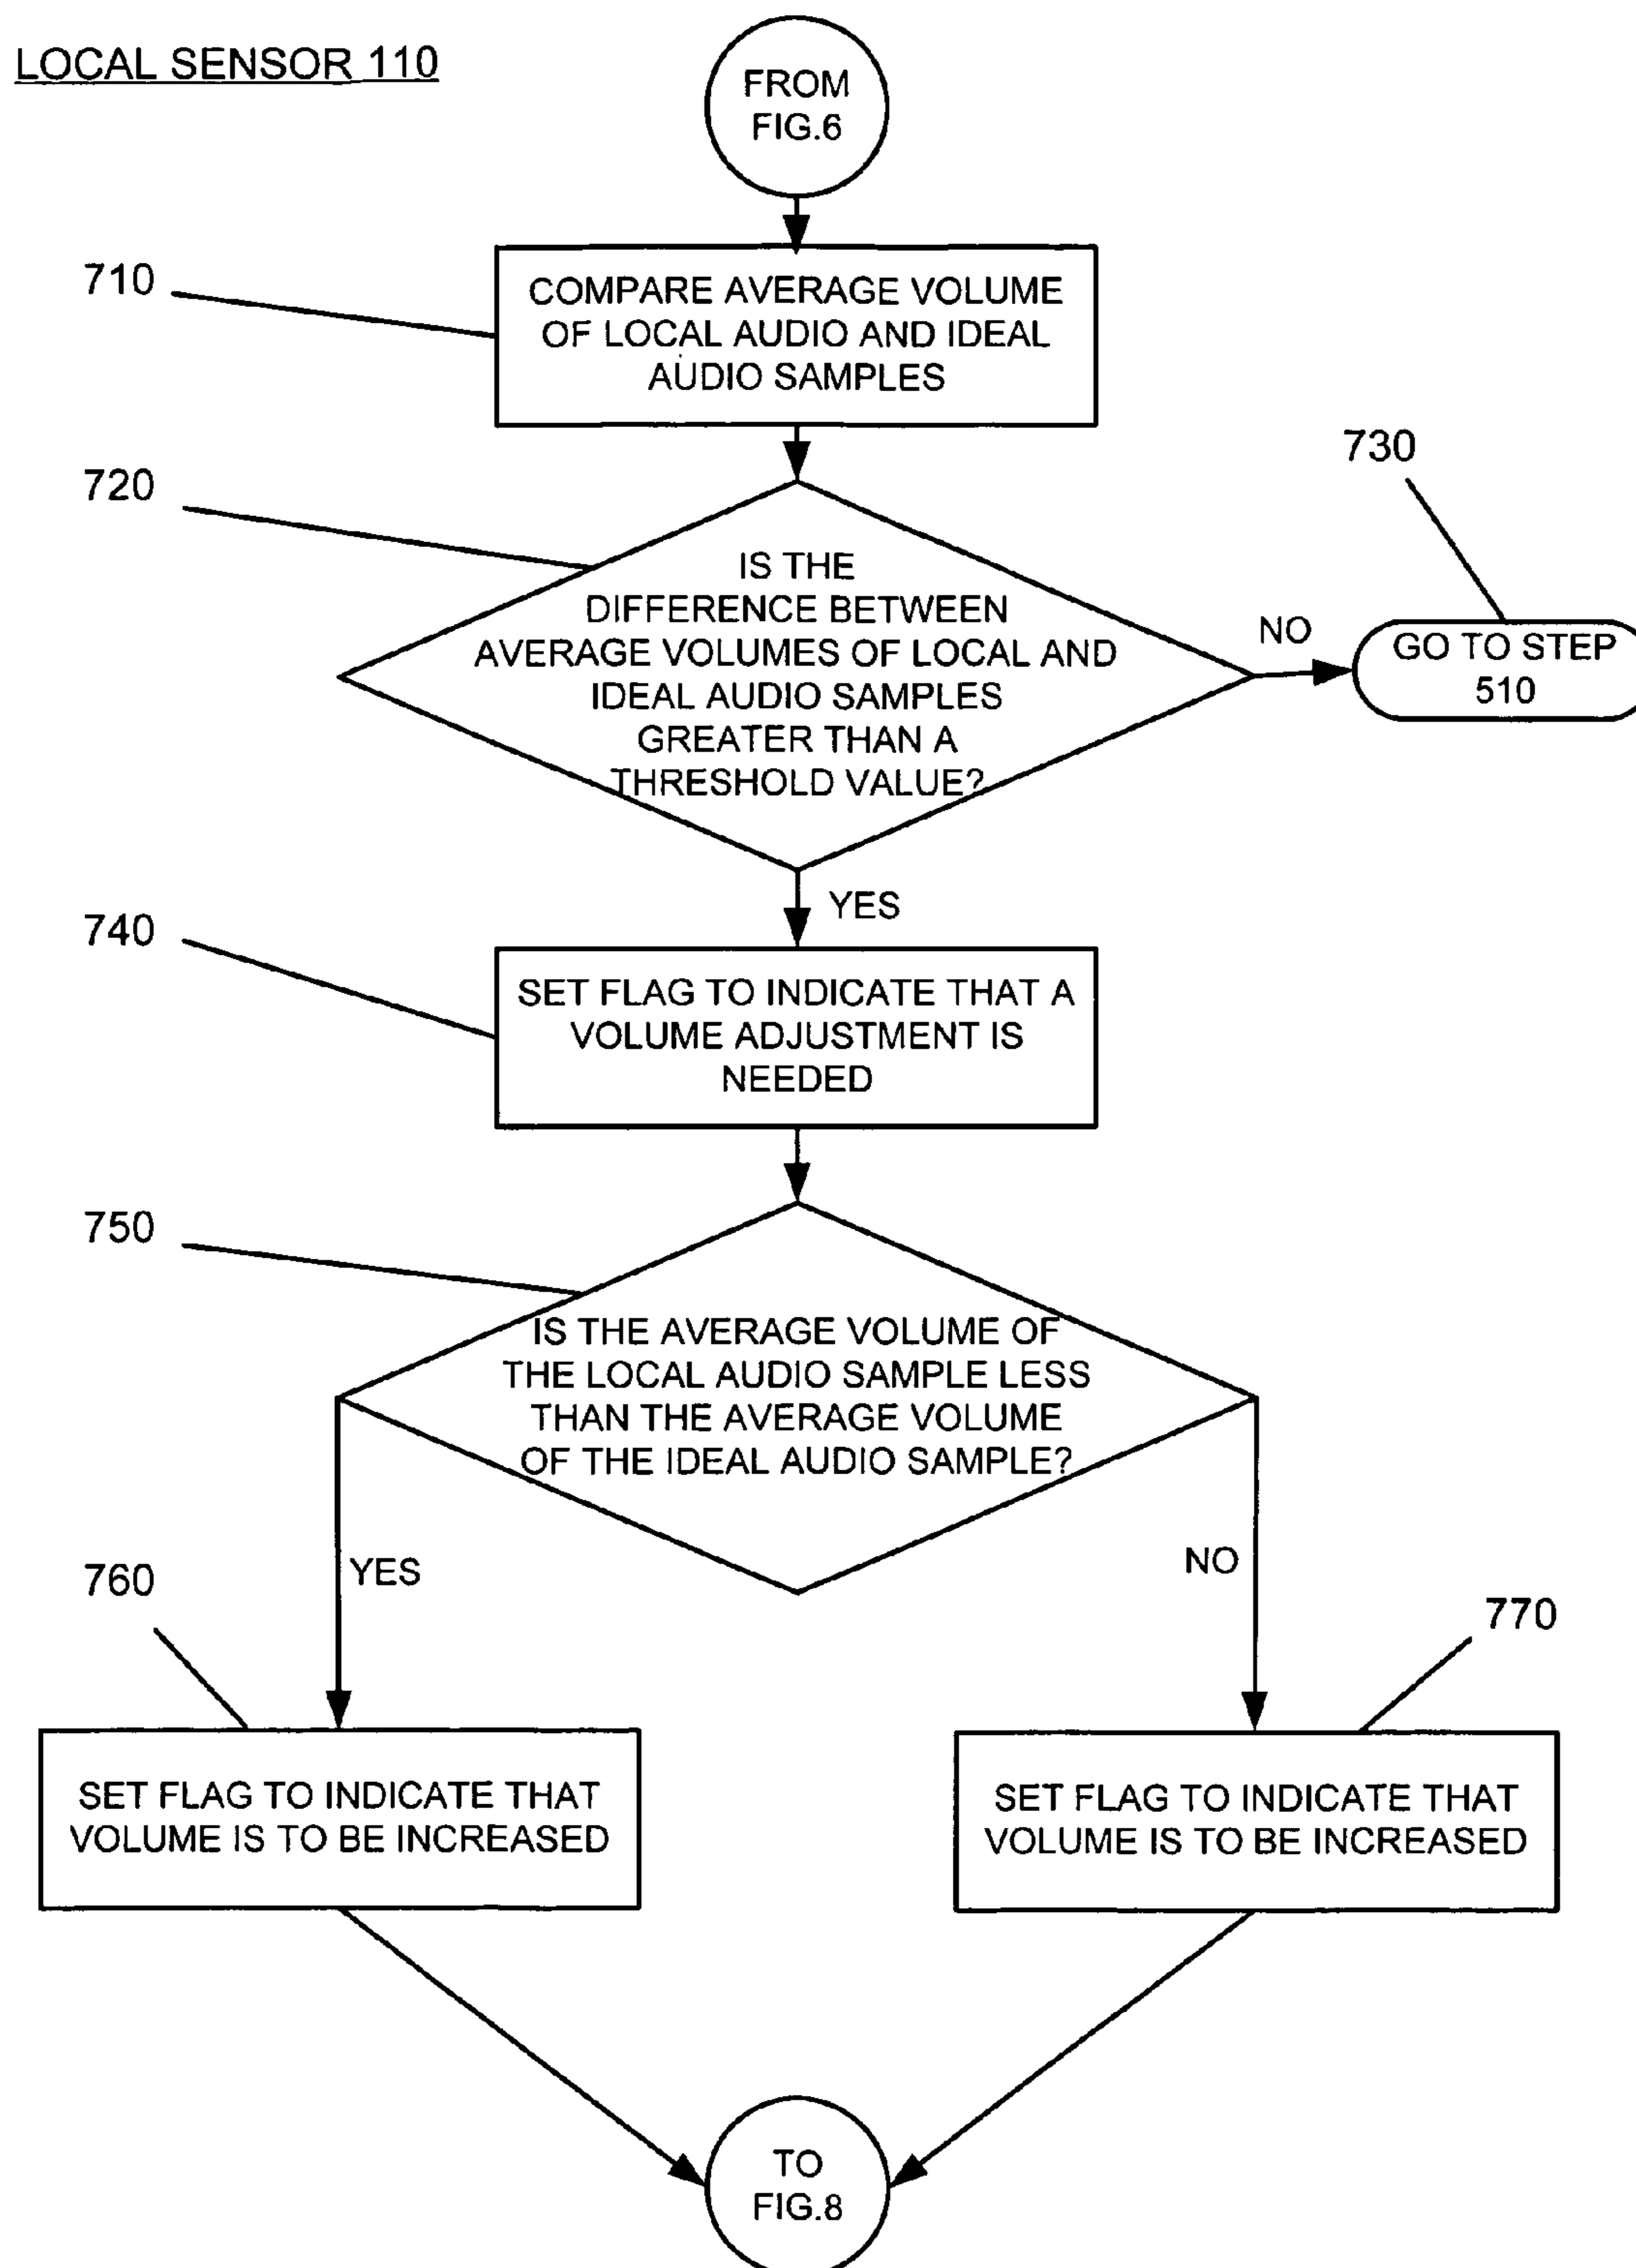 LOCAL SENSOR 110
FROM
FIG.6
710
COMPARE AVERAGE VOLUME
OF LOCAL AUDIO AND IDEAL
AUDIO SAMPLES
720
730
IS THE
DIFFERENCE BETWEEN
AVERAGE VOLUMES OF LOCAL AND
IDEAL AUDIO SAMPLES
GREATER THAN A
THRESHOLD VALUE?
NO
GO TO STEP
510
YES
740
SET FLAG TO INDICATE THAT A
VOLUME ADJUSTMENT IS
NEEDED
750
IS THE AVERAGE VOLUME OF
THE LOCAL AUDIO SAMPLE LESS
THAN THE AVERAGE VOLUME
OF THE IDEAL AUDIO SAMPLE?
YES
NO
760
770
SET FLAG TO INDICATE THAT
VOLUME IS TO BE INCREASED
SET FLAG TO INDICATE THAT
VOLUME IS TO BE INCREASED
TO
FIG.8